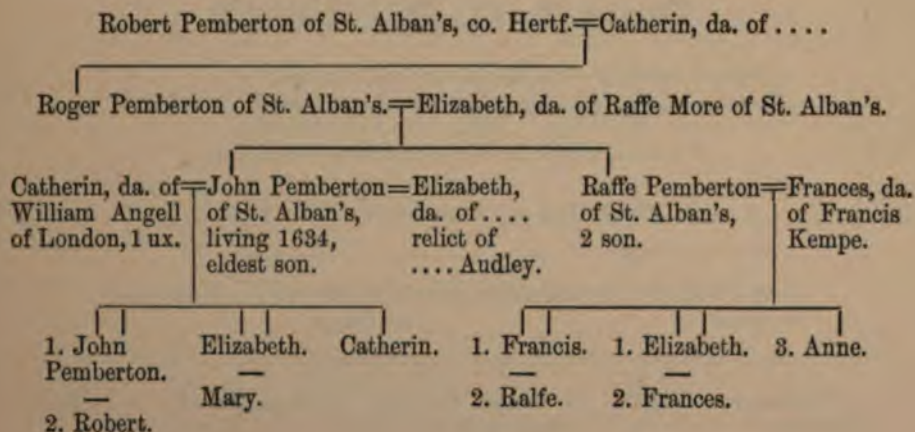 Robert Pemberton of St. Alban's, co. Hertf.=Catherin, da. of ....
Roger Pemberton of St. Alban's.=Elizabeth, da. of Raffe More of St. Alban's.
Catherin, da. of=John Pemberton=Elizabeth, Raffe Pemberton=Frances, da.
William Angell of St. Alban's, da. of.... of St. Alban's, of Francis
of London, 1 ux. living 1634, relict of 2 son. Kempe.
eldest son. .... Audley.
1. John Elizabeth. Catherin. 1. Francis. 1. Elizabeth. 3. Anne.
Pemberton. — — —
— Mary. 2. Ralfe. 2. Frances.
2. Robert.